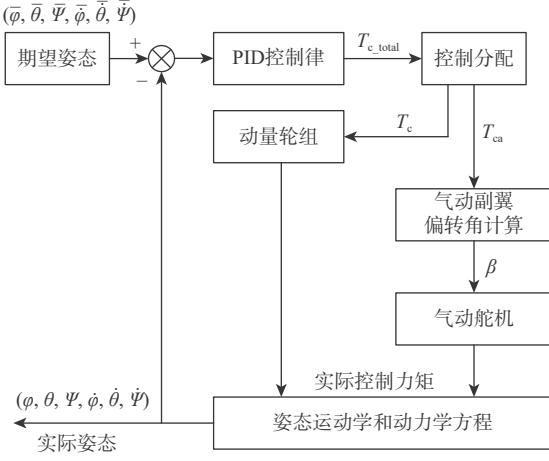 (φ̅, θ̅, Ψ̅, φ̇̅, θ̇̅, Ψ̇̅)
期望姿态
+
−
PID控制律
T_c_total
控制分配
动量轮组
T_c
T_ca
气动副翼
偏转角计算
β
气动舵机
实际控制力矩
(φ, θ, Ψ, φ̇, θ̇, Ψ̇)
姿态运动学和动力学方程
实际姿态